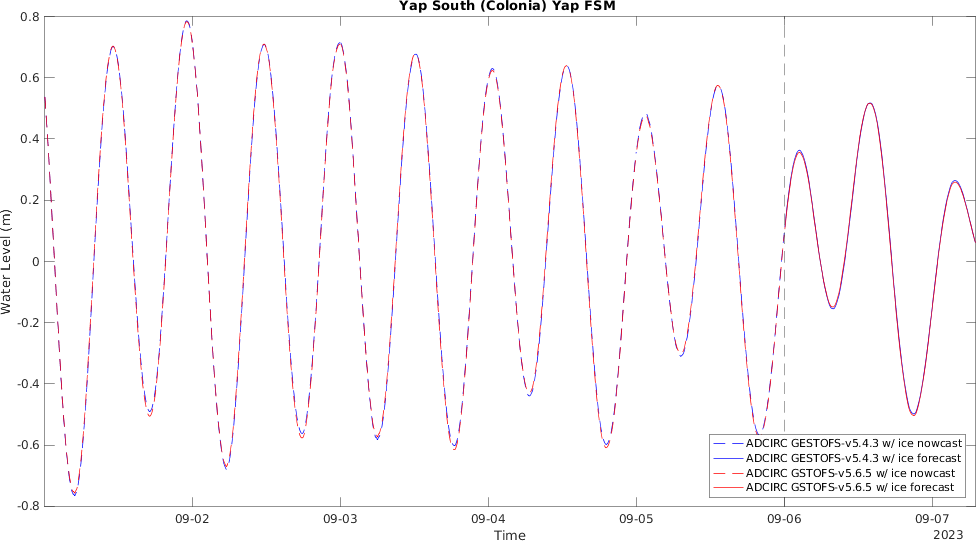 Yap South (Colonia) Yap FSM
0.8
0.6
0.4
0.2
0
-0.2
-0.4
-0.6
-0.8
Water Level (m)
ADCIRC GESTOFS-v5.4.3 w/ ice nowcast
ADCIRC GESTOFS-v5.4.3 w/ ice forecast
ADCIRC GSTOFS-v5.6.5 w/ ice nowcast
ADCIRC GSTOFS-v5.6.5 w/ ice forecast
09-02 09-03 09-04 09-05 09-06 09-07
Time
2023